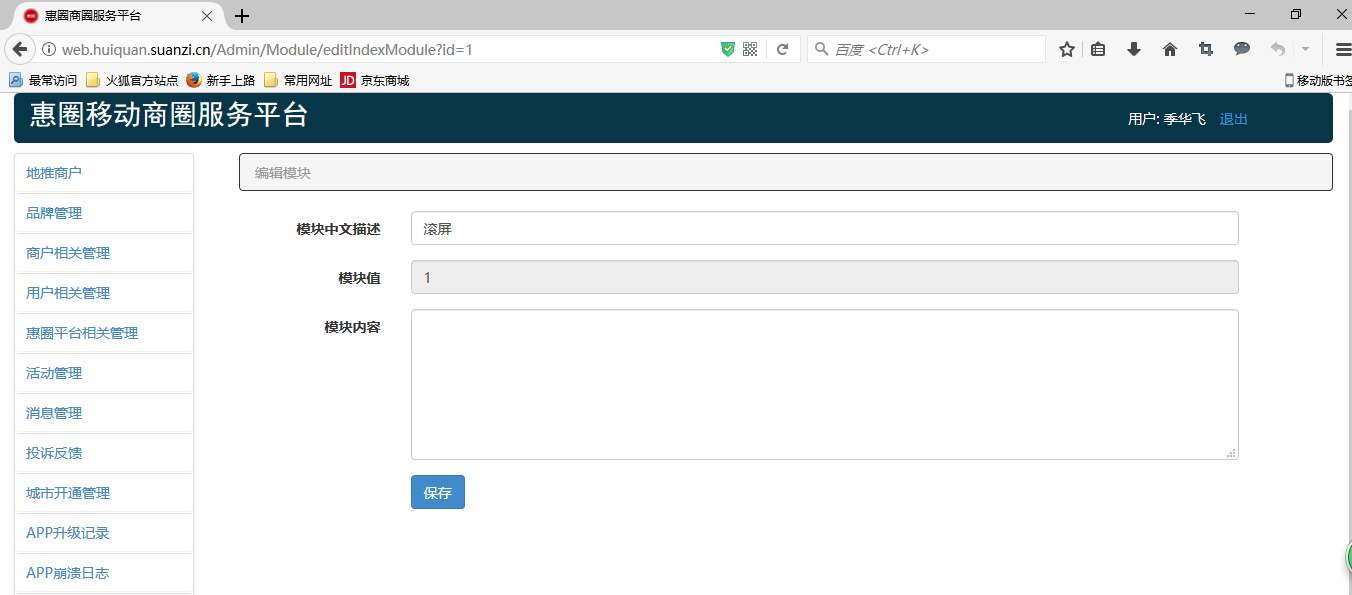 惠圈商圈服务平台
web.huiquan.suanzi.cn/Admin/Module/editIndexModule?id=1
百度 <Ctrl+K>
最常访问 火狐官方站点 新手上路 常用网址 JD 京东商城 移动版书签
惠圈移动商圈服务平台
用户: 季华飞 退出
地推商户
品牌管理
商户相关管理
用户相关管理
惠圈平台相关管理
活动管理
消息管理
投诉反馈
城市开通管理
APP升级记录
APP崩溃日志
编辑模块
模块中文描述 滚屏
模块值 1
模块内容
保存